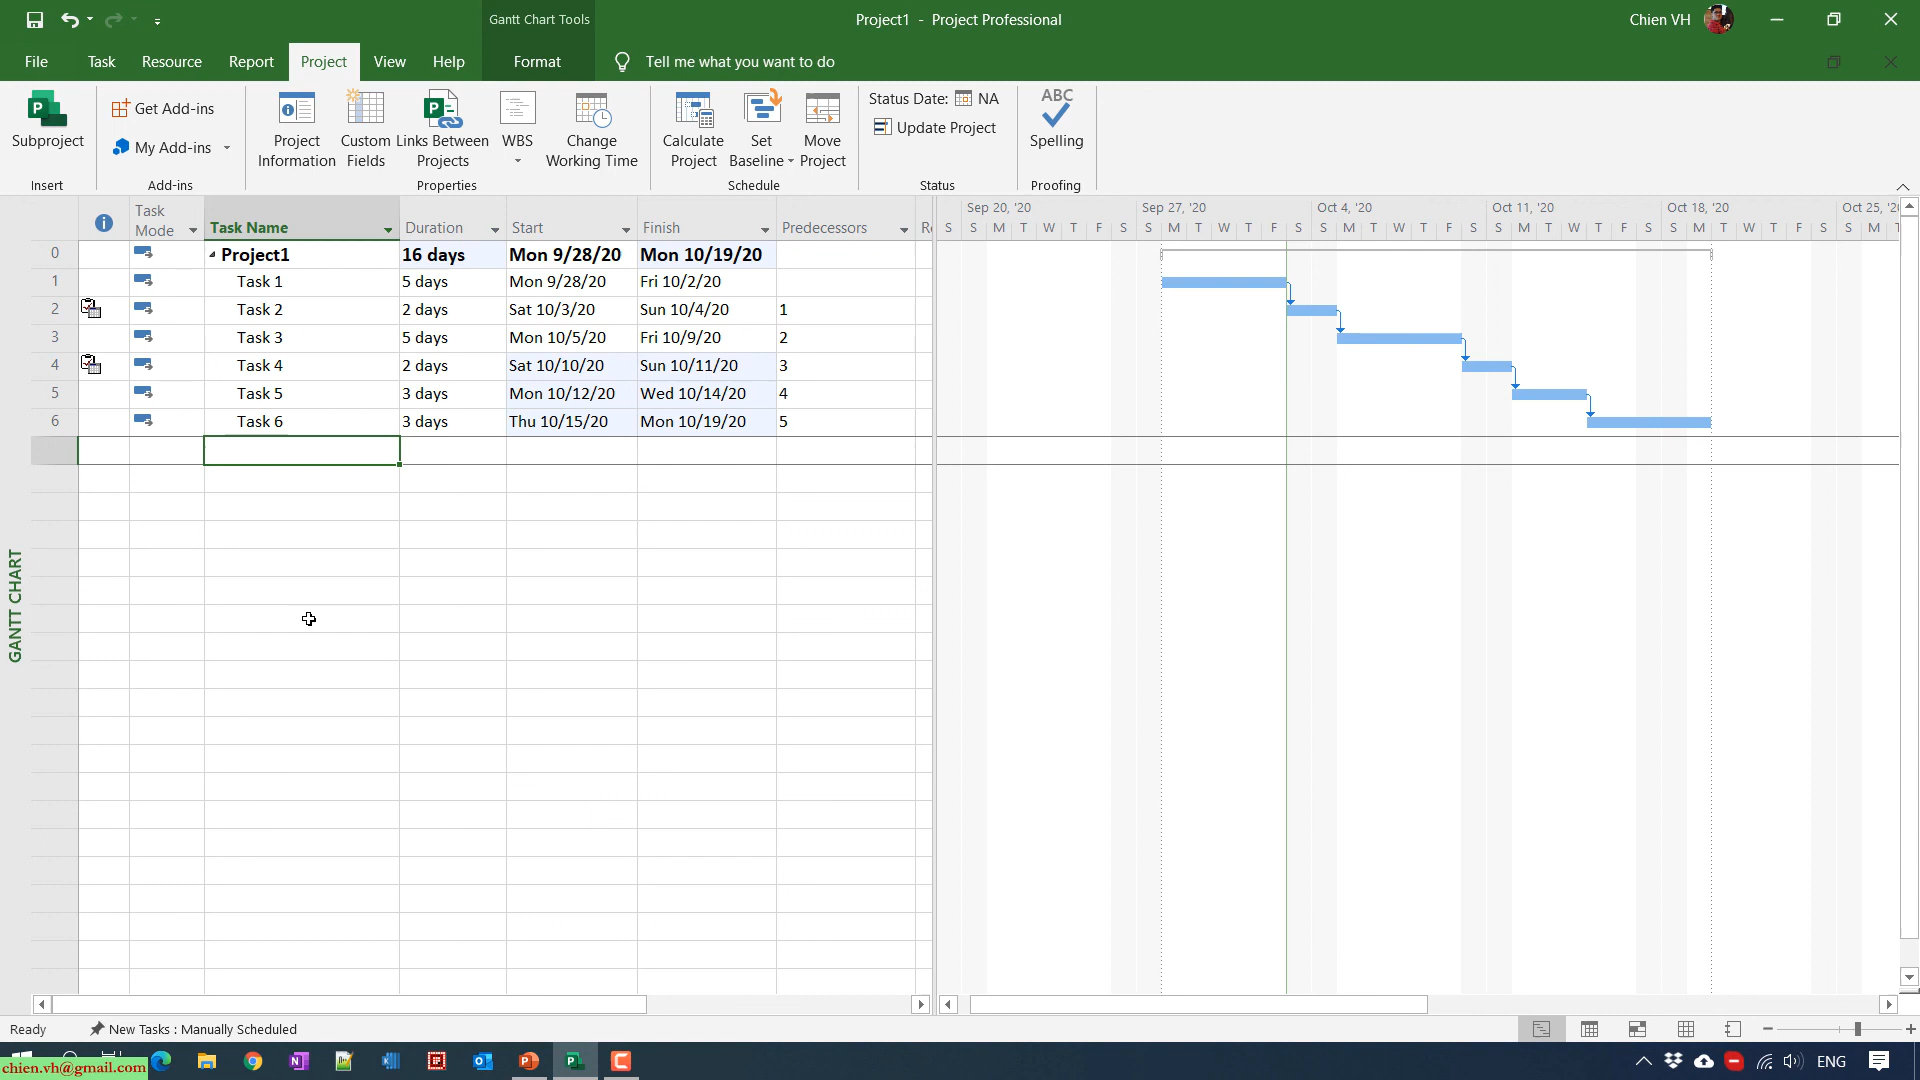 Gantt Chart Tools
Project1 - Project Professional
Chien VH
File Task Resource Report Project View Help Format Tell me what you want to do
Subproject
Insert
Get Add-ins
My Add-ins
Add-ins
Project Information
Custom Fields
Links Between Projects
WBS
Change Working Time
Properties
Calculate Project
Set Baseline
Move Project
Schedule
Status Date: NA
Update Project
Status
ABC
Spelling
Proofing
Task Mode Task Name Duration Start Finish Predecessors
0 Project1 16 days Mon 9/28/20 Mon 10/19/20
1 Task 1 5 days Mon 9/28/20 Fri 10/2/20
2 Task 2 2 days Sat 10/3/20 Sun 10/4/20 1
3 Task 3 5 days Mon 10/5/20 Fri 10/9/20 2
4 Task 4 2 days Sat 10/10/20 Sun 10/11/20 3
5 Task 5 3 days Mon 10/12/20 Wed 10/14/20 4
6 Task 6 3 days Thu 10/15/20 Mon 10/19/20 5
Sep 20, '20 Sep 27, '20 Oct 4, '20 Oct 11, '20 Oct 18, '20 Oct 25,
S S M T W T F S S M T W T F S S M T W T F S S M T W T F S S M T W T F S S M
GANTT CHART
Ready New Tasks : Manually Scheduled
chien.vh@gmail.com
ENG